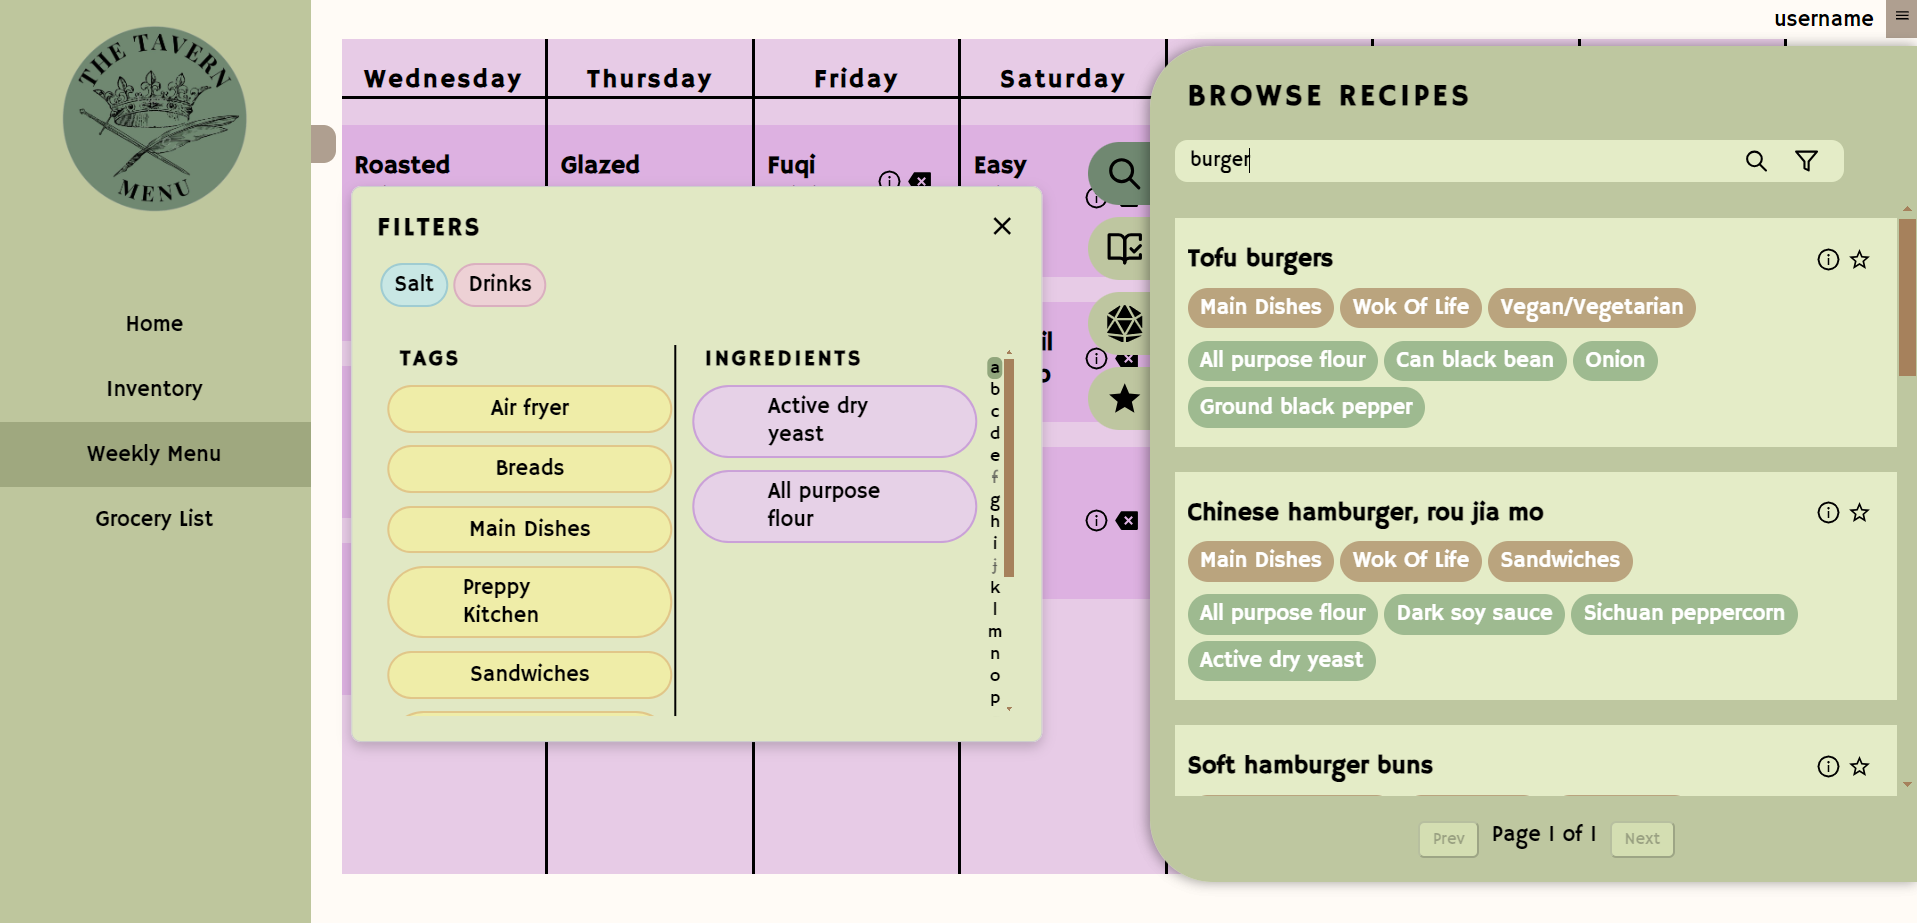 THE TAVERN
MENU
Home
Inventory
Weekly Menu
Grocery List
username
Wednesday
Thursday
Friday
Saturday
Roasted
Glazed
Fuqi
Easy
FILTERS
Salt
Drinks
TAGS
Air fryer
Breads
Main Dishes
Preppy
Kitchen
Sandwiches
INGREDIENTS
Active dry
yeast
All purpose
flour
a
b
c
d
e
f
g
h
i
j
k
l
m
n
o
p
BROWSE RECIPES
burger
Tofu burgers
Main Dishes Wok Of Life Vegan/Vegetarian
All purpose flour Can black bean Onion
Ground black pepper
Chinese hamburger, rou jia mo
Main Dishes Wok Of Life Sandwiches
All purpose flour Dark soy sauce Sichuan peppercorn
Active dry yeast
Soft hamburger buns
Prev Page 1 of 1 Next